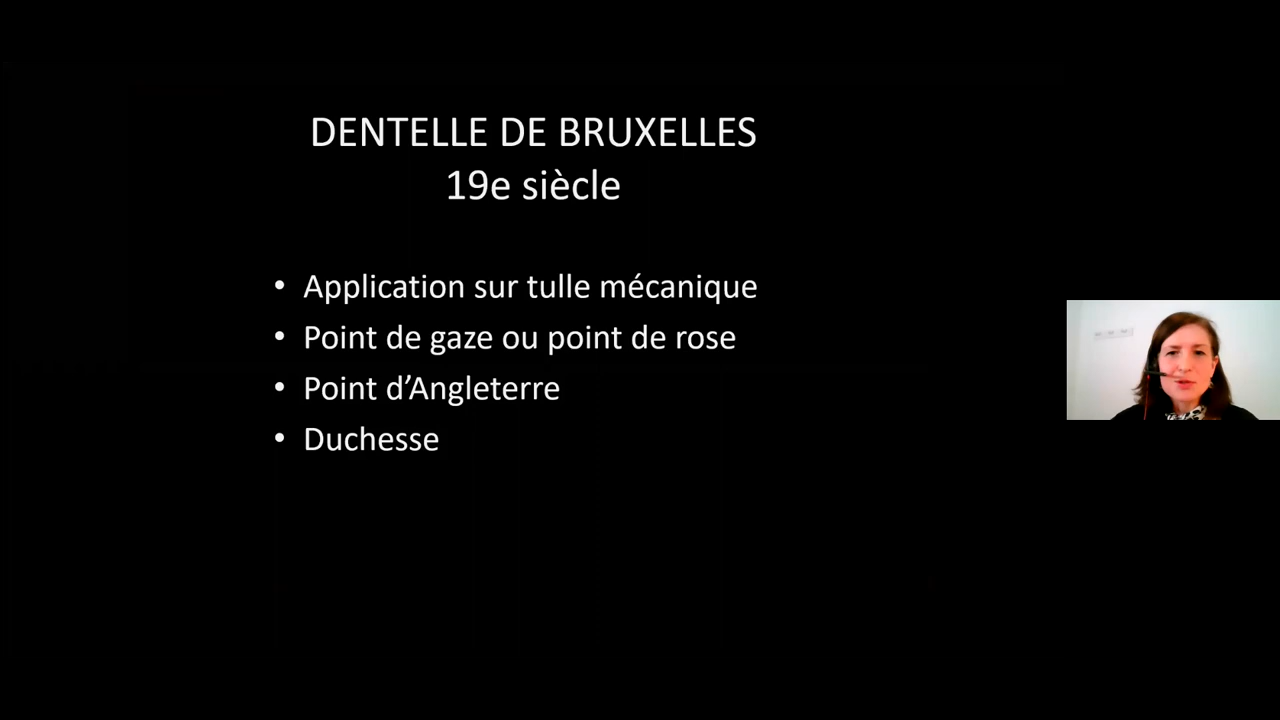 DENTELLE DE BRUXELLES
19e siècle
• Application sur tulle mécanique
• Point de gaze ou point de rose
• Point d’Angleterre
• Duchesse